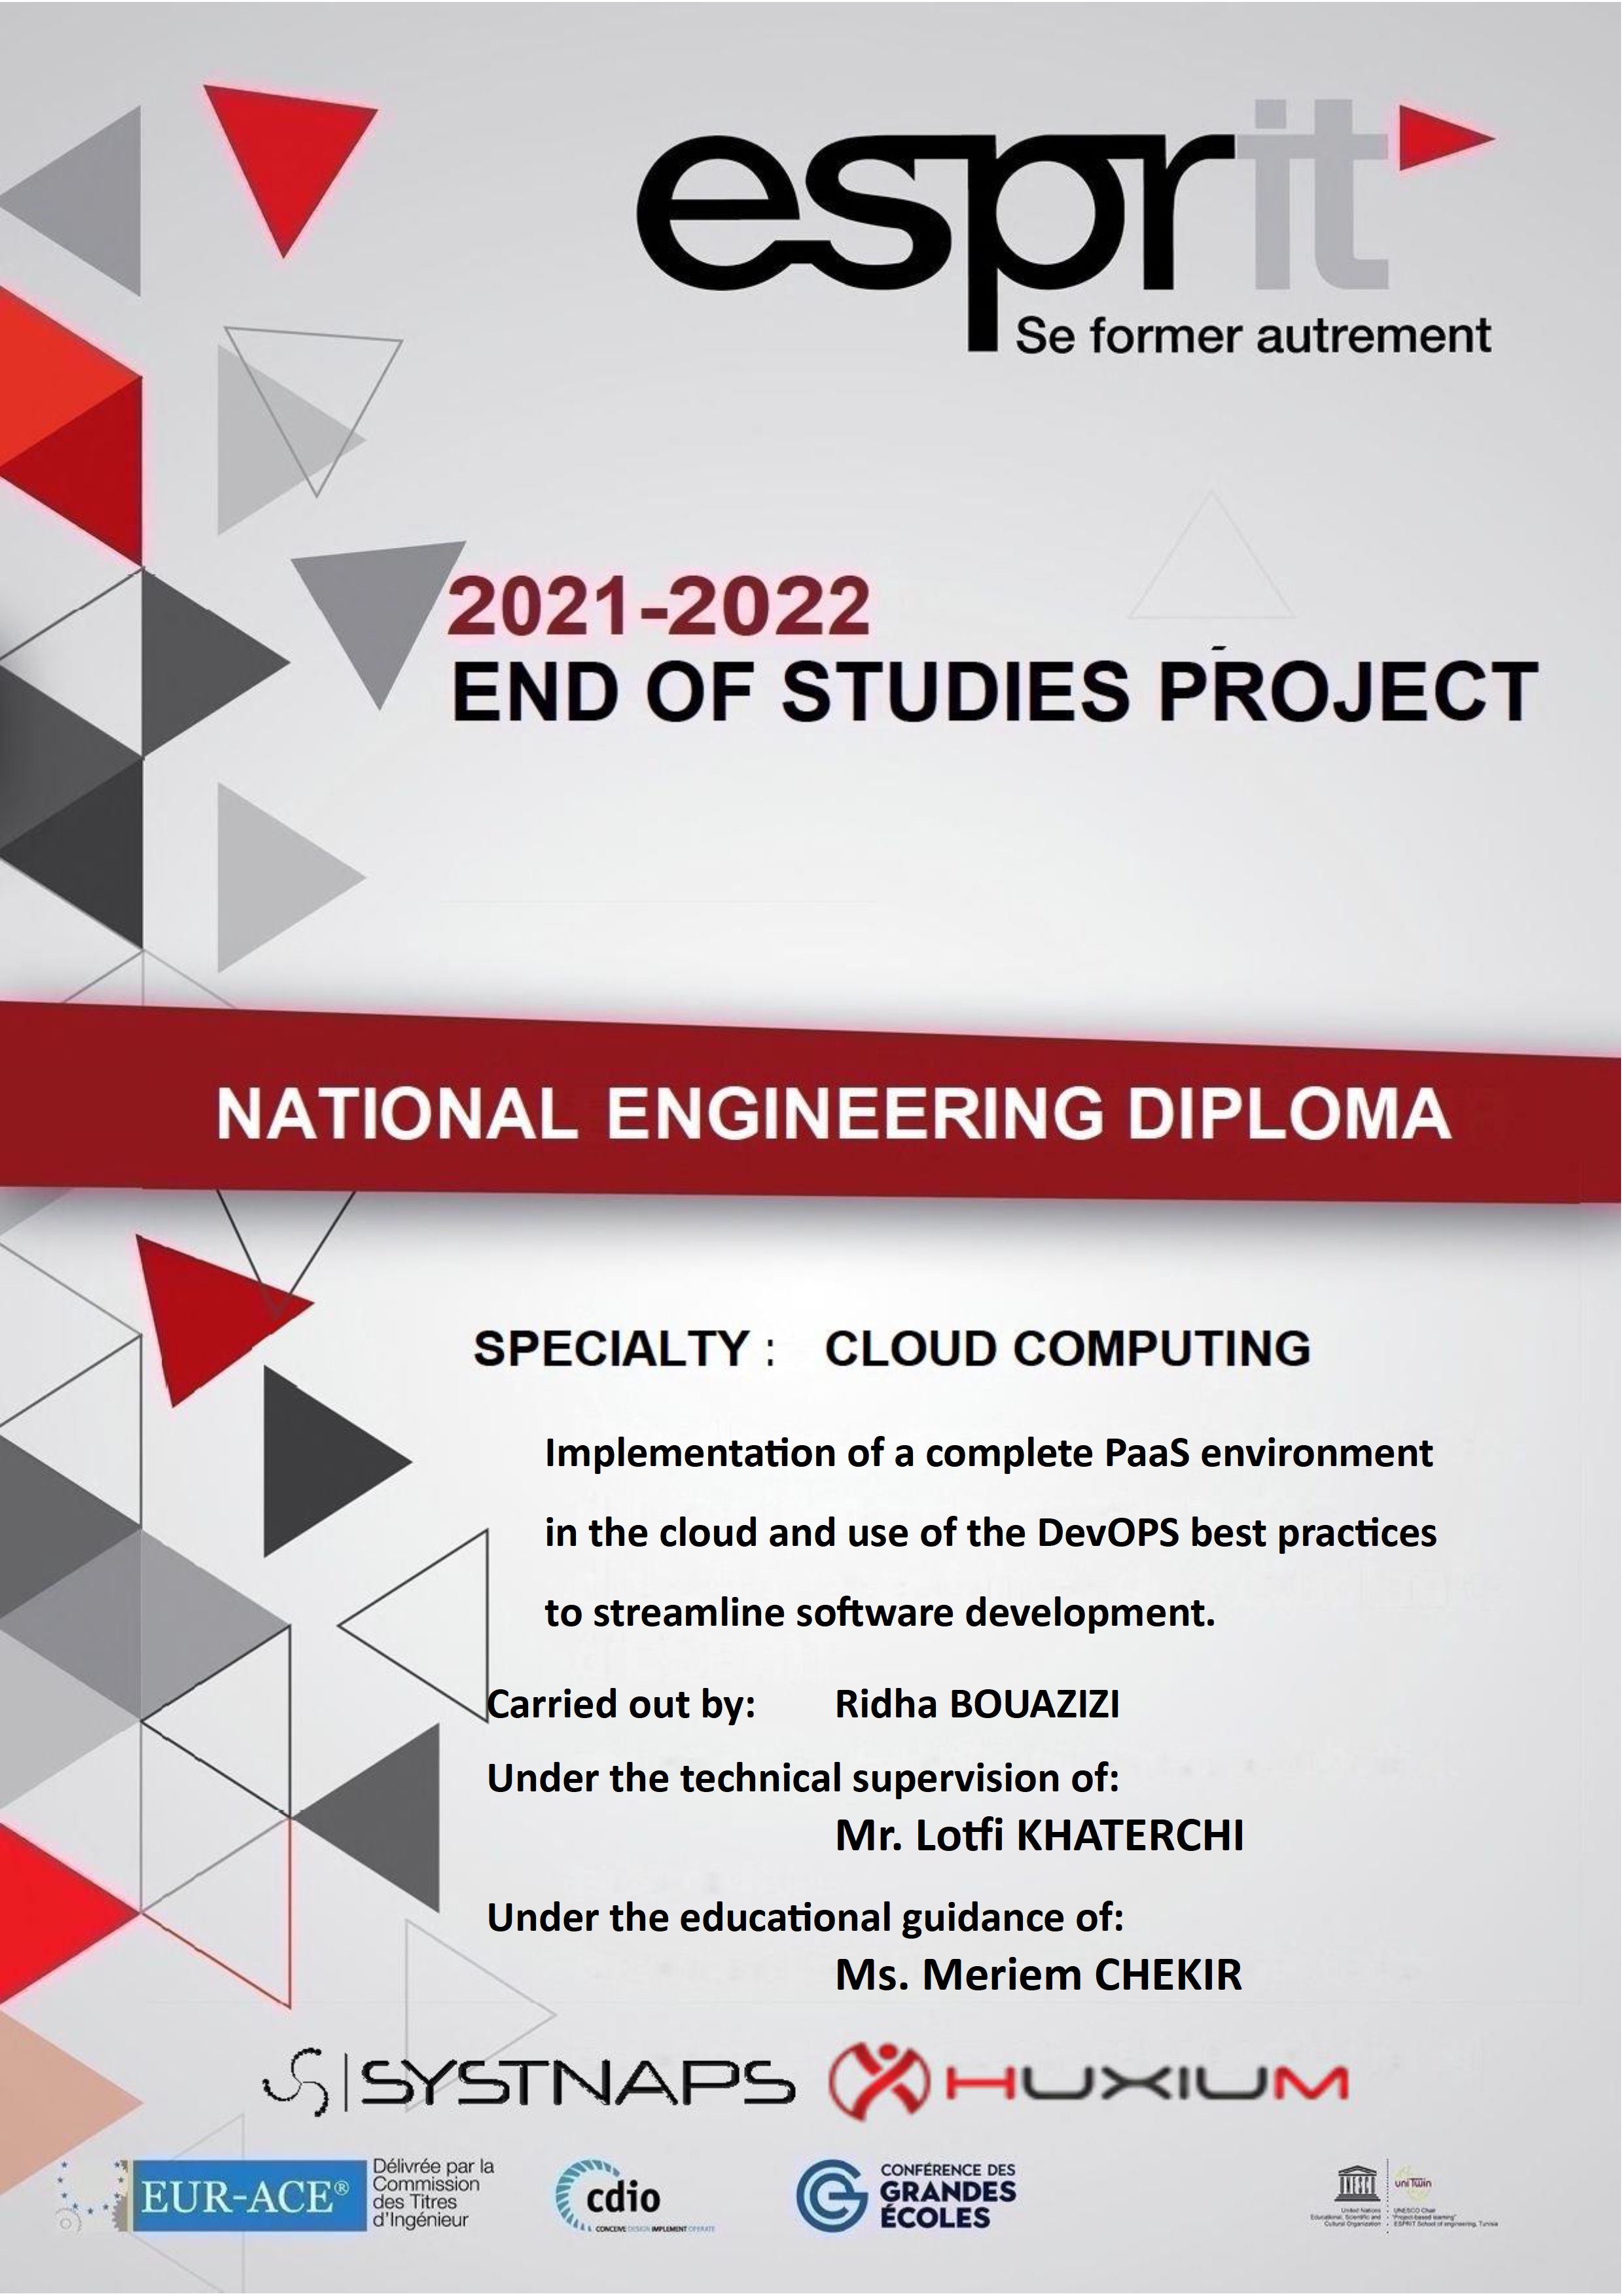 esprit
Se former autrement
2021-2022
END OF STUDIES PROJECT
NATIONAL ENGINEERING DIPLOMA
SPECIALTY : CLOUD COMPUTING
Implementation of a complete PaaS environment
in the cloud and use of the DevOPS best practices
to streamline software development.
Carried out by: Ridha BOUAZIZI
Under the technical supervision of:
Mr. Lotfi KHATERCHI
Under the educational guidance of:
Ms. Meriem CHEKIR
SYSTNAPS
HUXIUM
EUR-ACE®
Délivrée par la
Commission
des Titres
d'Ingénieur
cdio
CONCEIVE DESIGN IMPLEMENT OPERATE
CONFÉRENCE DES
GRANDES
ÉCOLES
UNESCO
United Nations
Educational, Scientific and
Cultural Organization
uniTwin
UNESCO Chair
"Project-based learning"
ESPRIT School of engineering, Tunisia